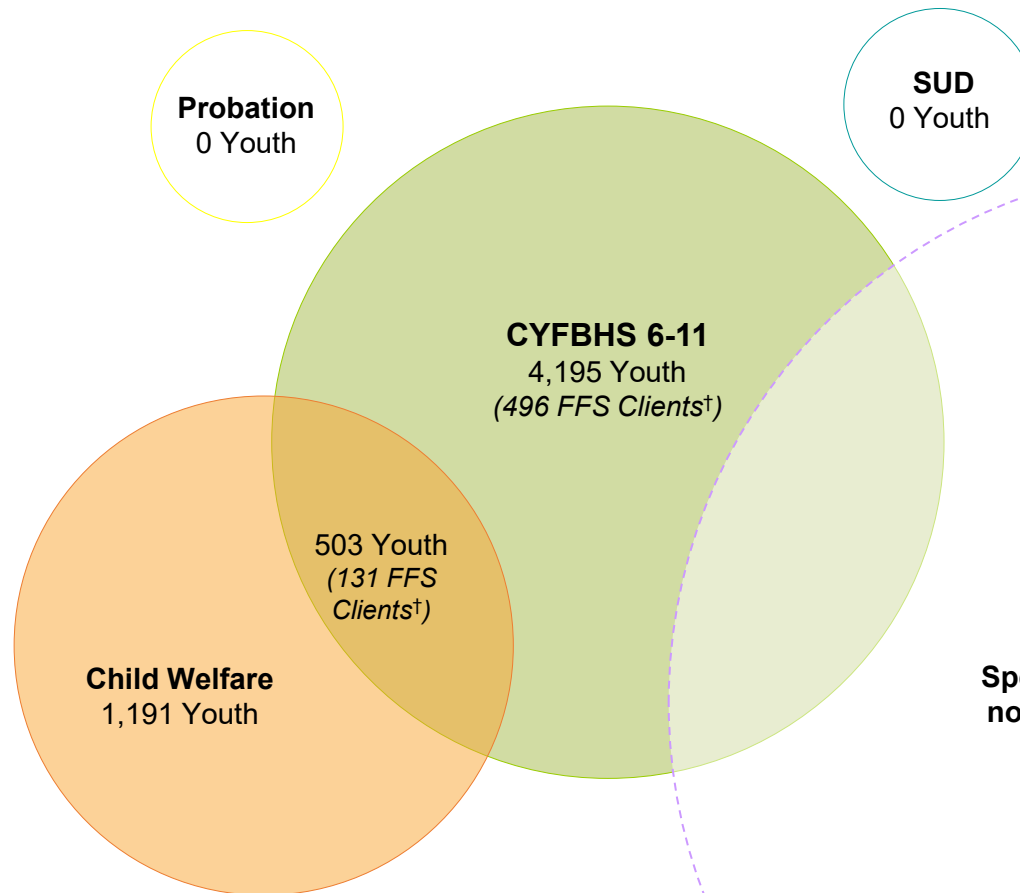 Probation
0 Youth
SUD
0 Youth
CYFBHS 6-11
4,195 Youth
(496 FFS Clients†)
503 Youth
(131 FFS
Clients†)
Child Welfare
1,191 Youth